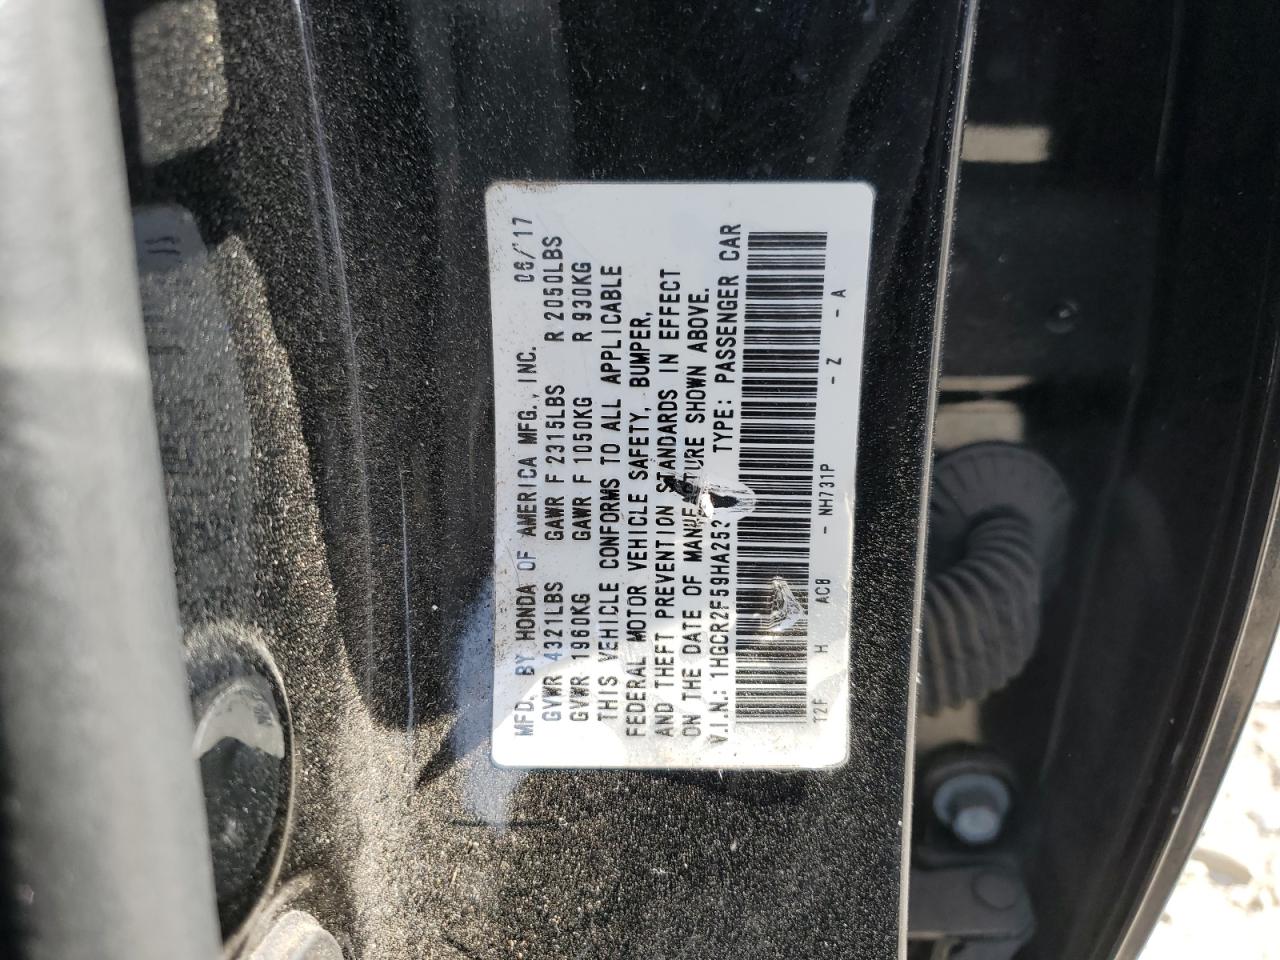 MFD. BY HONDA OF AMERICA MFG., INC. 06/'17
GVWR 4321LBS GAWR F 2315LBS R 2050LBS
GVWR 1960KG GAWR F 1050KG R 930KG
THIS VEHICLE CONFORMS TO ALL APPLICABLE
FEDERAL MOTOR VEHICLE SAFETY, BUMPER,
AND THEFT PREVENTION STANDARDS IN EFFECT
ON THE DATE OF MANUFACTURE SHOWN ABOVE.
V.I.N.: 1HGCR2F59HA25 TYPE: PASSENGER CAR
T2F H AC8 - NH731P - Z - A